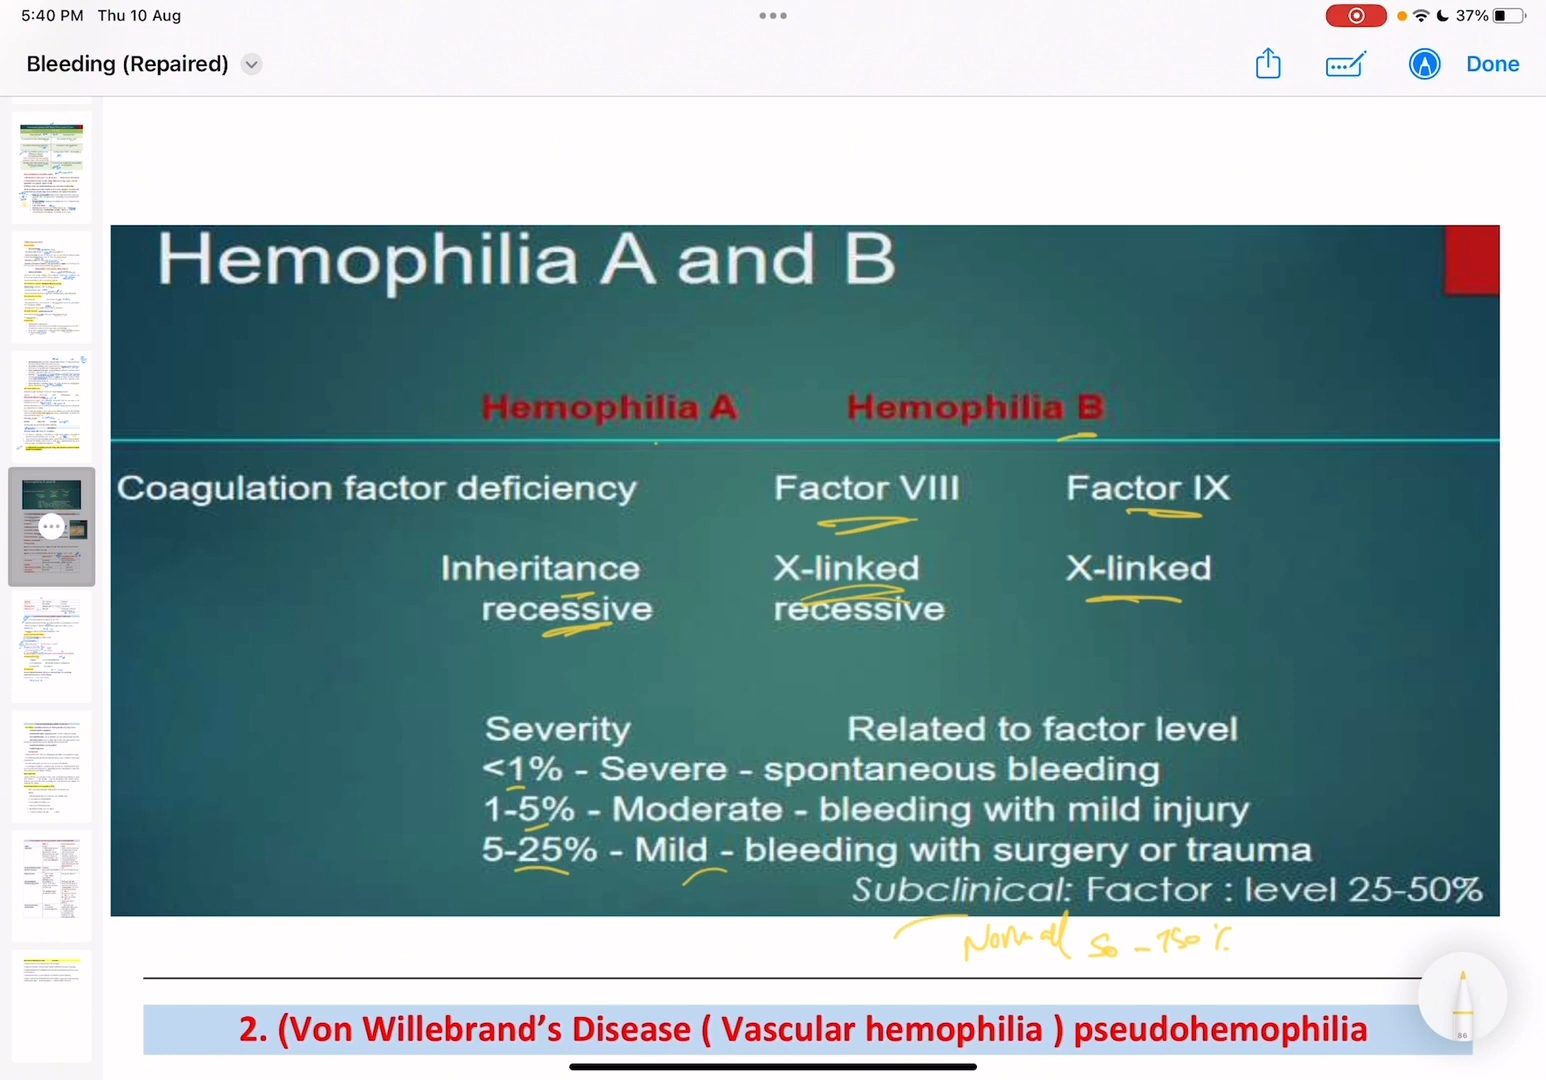 5:40 PM Thu 10 Aug
37%
Bleeding (Repaired)
Done
Hemophilia A and B
Hemophilia A Hemophilia B
Coagulation factor deficiency Factor VIII Factor IX
Inheritance X-linked X-linked
recessive recessive
Severity Related to factor level
<1% - Severe - spontaneous bleeding
1-5% - Moderate - bleeding with mild injury
5-25% - Mild - bleeding with surgery or trauma
Subclinical: Factor : level 25-50%
Normal 50 - 150 %
2. (Von Willebrand’s Disease ( Vascular hemophilia ) pseudohemophilia
86